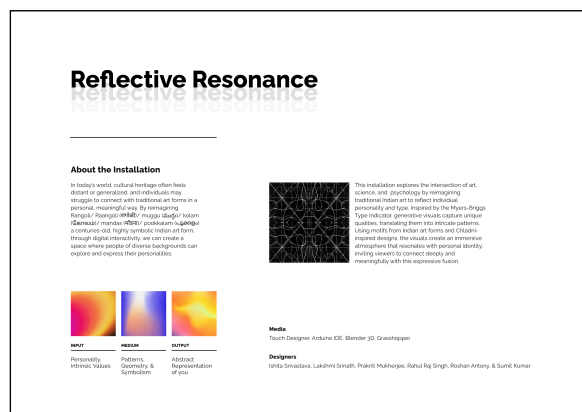 Reflective Resonance
About the Installation
In today's world, cultural heritage often feels
distant or generalized, and individuals may
struggle to connect with traditional art forms in a
personal, meaningful way. By reimagining
Rangoli/ Raangoli / muggu / kolam
/ mandas / pookkalam
a centuries-old, highly symbolic Indian art form,
through digital interactivity, we can create a
space where people of diverse backgrounds can
explore and express their personalities.
This installation explores the intersection of art,
science, and psychology by reimagining
traditional Indian art to reflect individual
personality and type. Inspired by the Myers-Briggs
Type Indicator, generative visuals capture unique
qualities, translating them into intricate patterns.
Using motifs from Indian art forms and Chladni-
inspired designs, the visuals create an immersive
atmosphere that resonates with personal identity,
inviting viewers to connect deeply and
meaningfully with this expressive fusion.
INPUT
Personality,
Intrinsic Values
MEDIUM
Patterns,
Geometry, &
Symbolism
OUTPUT
Abstract
Representation
of you
Media
Touch Designer, Arduino IDE, Blender 3D, Grasshopper
Designers
Ishita Srivastava, Lakshmi Srinath, Prakriti Mukherjee, Rahul Raj Singh, Roshan Antony, & Sumit Kumar